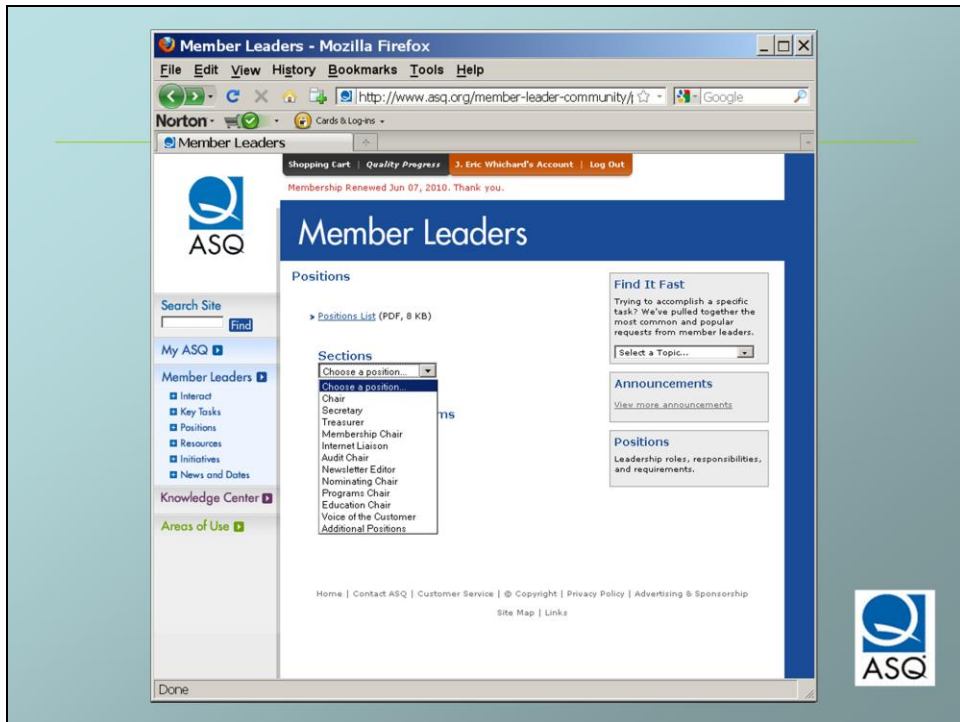 Member Leaders - Mozilla Firefox
File Edit View History Bookmarks Tools Help
http://www.asq.org/member-leader-community/ Google
Norton - Cards & Log-ins
Member Leaders
Shopping Cart | Quality Progress J. Eric Whichard's Account | Log Out
Membership Renewed Jun 07, 2010. Thank you.
ASQ
Member Leaders
Search Site
Find
My ASQ
Member Leaders
Interact
Key Tasks
Positions
Resources
Initiatives
News and Dates
Knowledge Center
Areas of Use
Positions
» Positions List (PDF, 8 KB)
Sections
Choose a position...
Choose a position...
Chair
Secretary
Treasurer
Membership Chair
Internet Liaison
Audit Chair
Newsletter Editor
Nominating Chair
Programs Chair
Education Chair
Voice of the Customer
Additional Positions
Find It Fast
Trying to accomplish a specific
task? We've pulled together the
most common and popular
requests from member leaders.
Select a Topic...
Announcements
View more announcements
Positions
Leadership roles, responsibilities,
and requirements.
Home | Contact ASQ | Customer Service | © Copyright | Privacy Policy | Advertising & Sponsorship
Site Map | Links
Done
ASQ